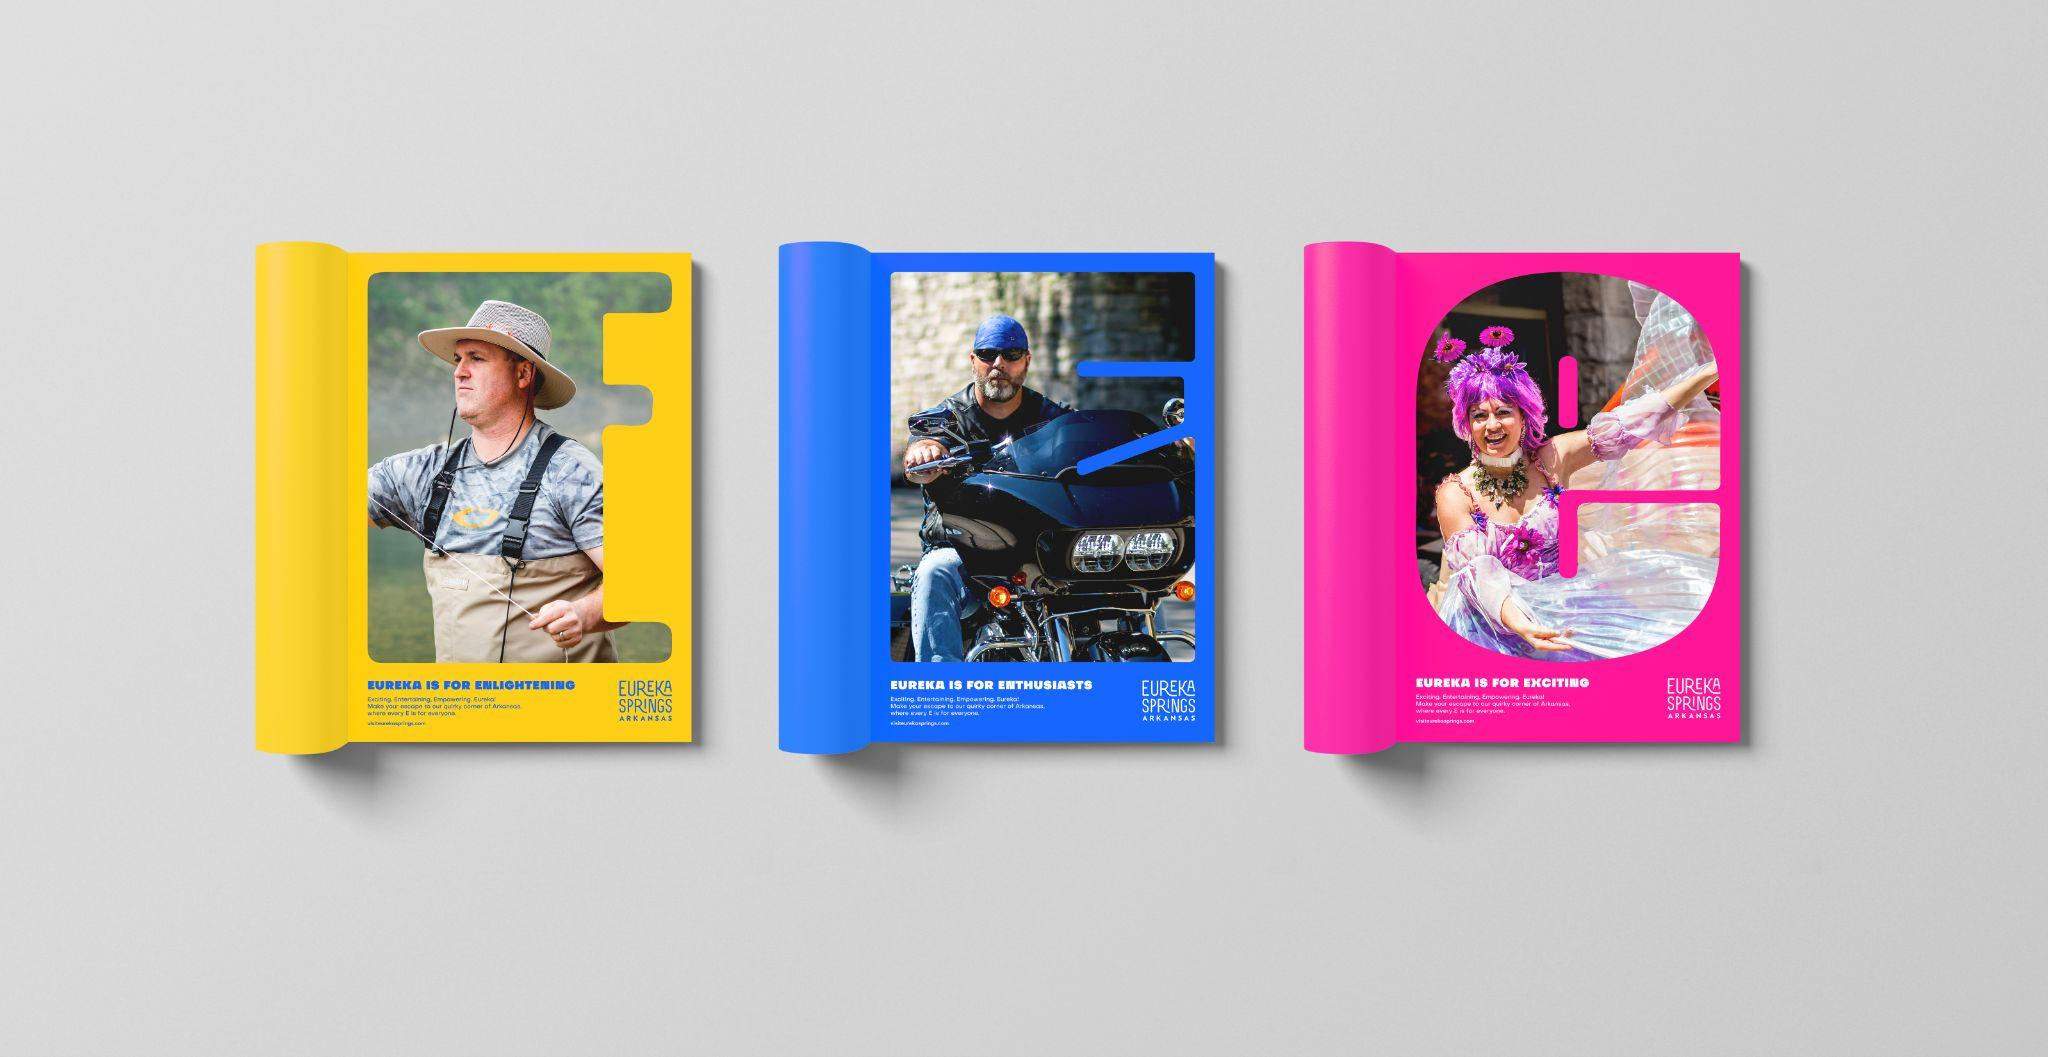 EUREKA IS FOR ENLIGHTENING
Exciting. Entertaining. Empowering. Eureka!
Make your escape to our quirky corner of Arkansas,
where every E is for everyone.
visiteurekasprings.com
EUREKA
SPRINGS
ARKANSAS
EUREKA IS FOR ENTHUSIASTS
Exciting. Entertaining. Empowering. Eureka!
Make your escape to our quirky corner of Arkansas,
where every E is for everyone.
visiteurekasprings.com
EUREKA
SPRINGS
ARKANSAS
EUREKA IS FOR EXCITING
Exciting. Entertaining. Empowering. Eureka!
Make your escape to our quirky corner of Arkansas,
where every E is for everyone.
visiteurekasprings.com
EUREKA
SPRINGS
ARKANSAS